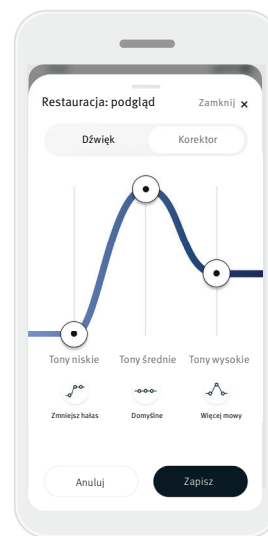 Restauracja: podgląd Zamknij ×
Dźwięk Korektor
Tony niskie Tony średnie Tony wysokie
Zmniejsz hałas Domyślne Więcej mowy
Anuluj Zapisz